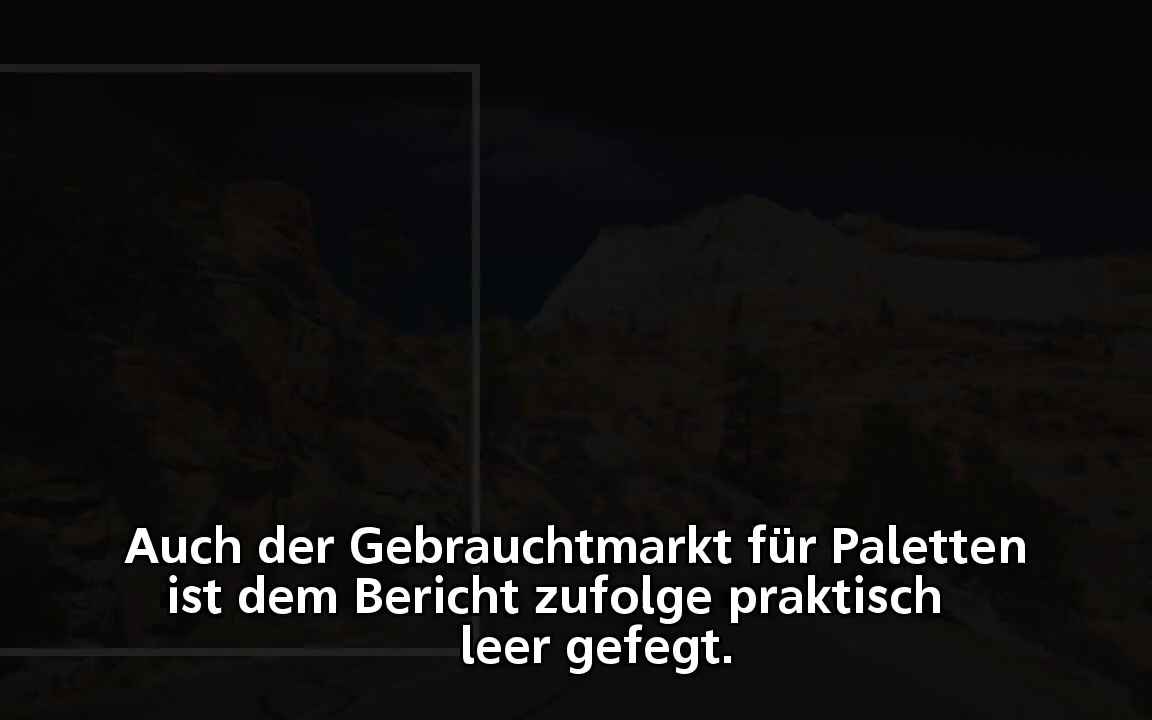 Auch der Gebrauchtmarkt für Paletten
ist dem Bericht zufolge praktisch
leer gefegt.